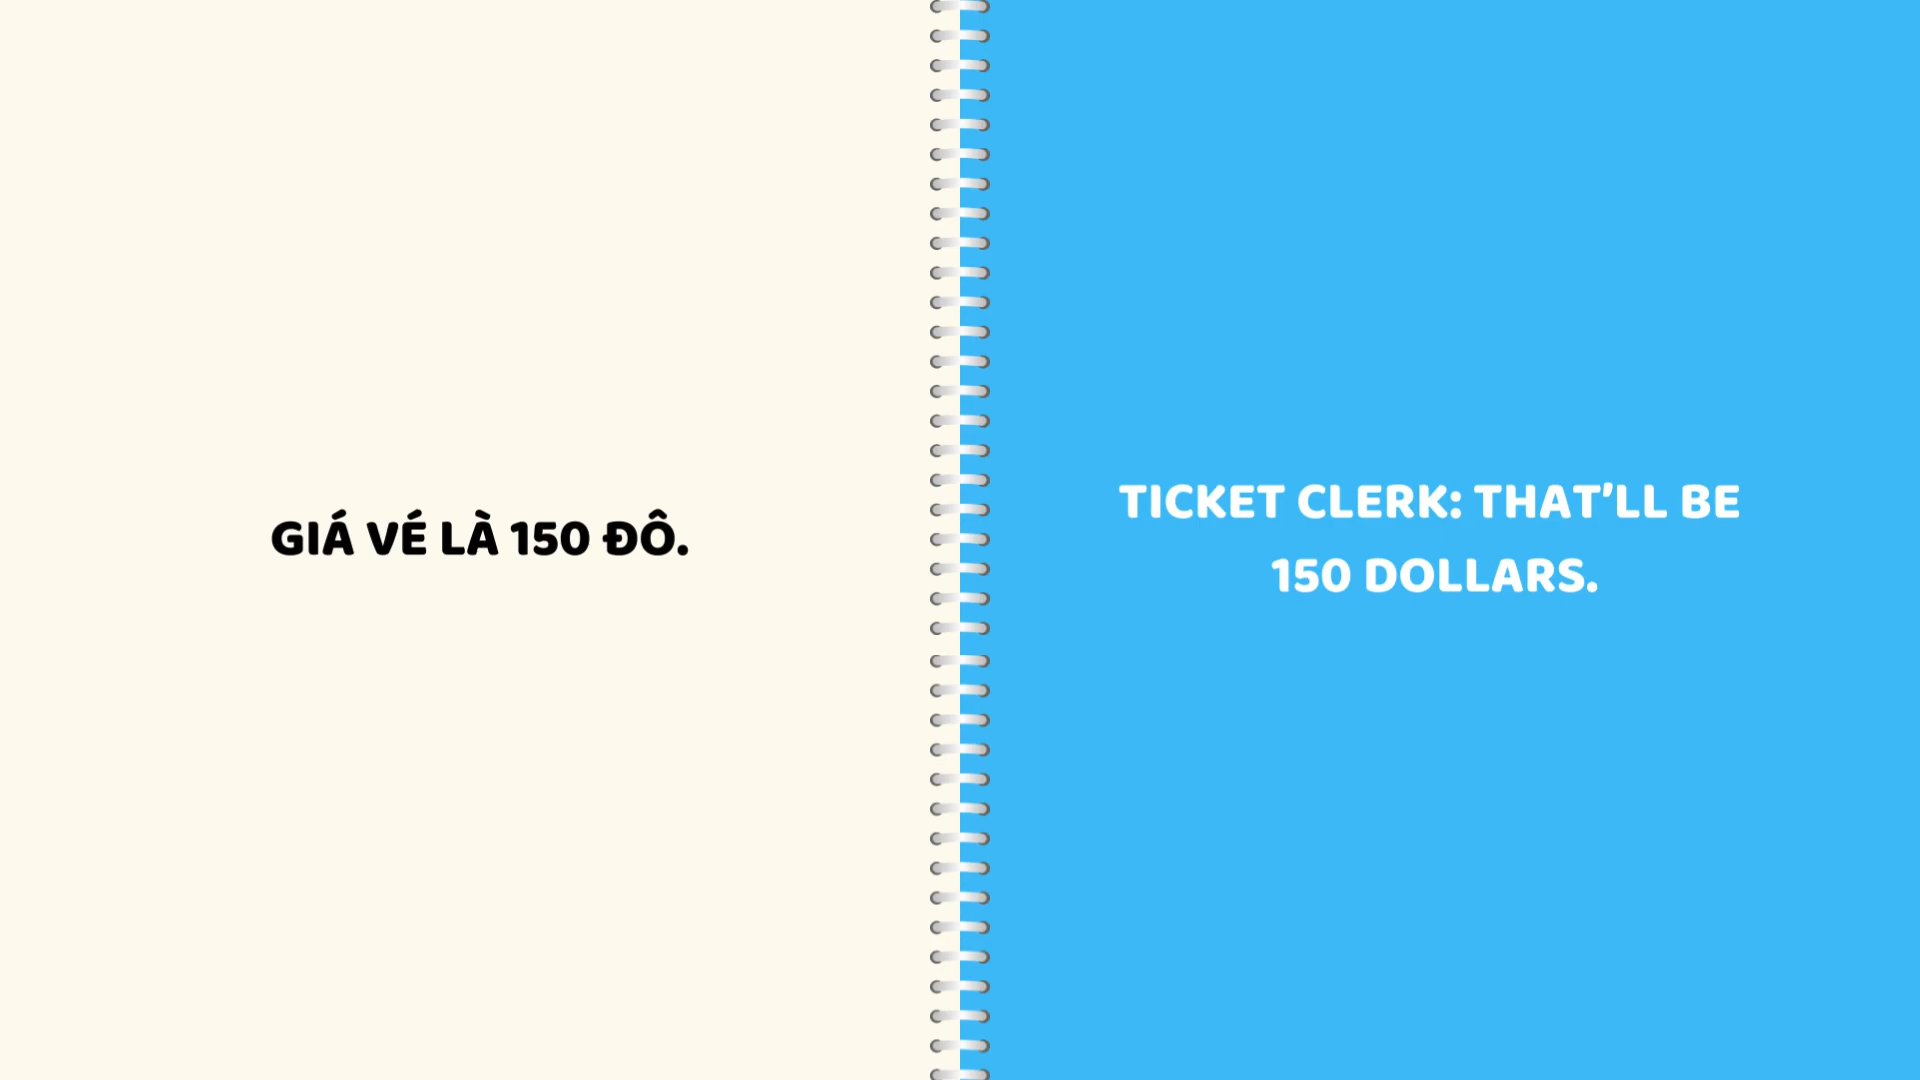 GIÁ VÉ LÀ 150 ĐÔ.
TICKET CLERK: THAT'LL BE
150 DOLLARS.